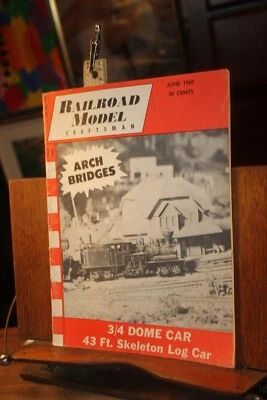 RAILROAD
MODEL
CRAFTSMAN
JUNE 1960
50 CENTS
ARCH
BRIDGES
3/4 DOME CAR
43 Ft. Skeleton Log Car